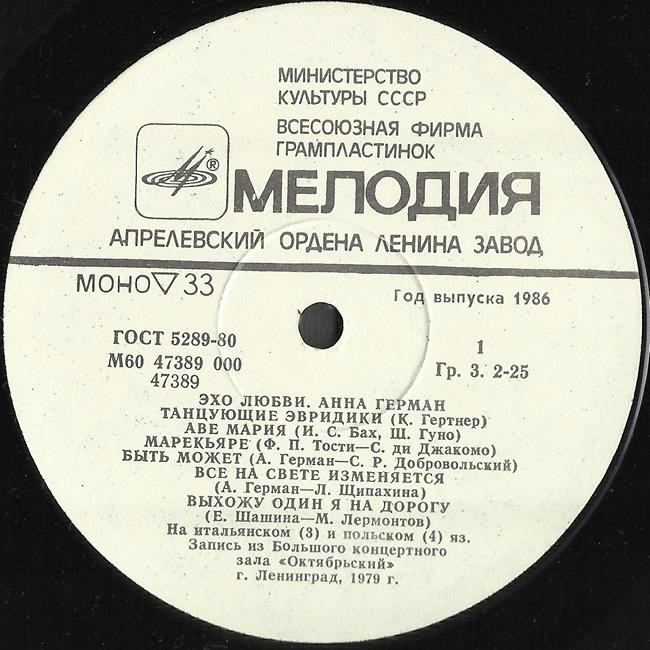 МИНИСТЕРСТВО
КУЛЬТУРЫ СССР
ВСЕСОЮЗНАЯ ФИРМА
ГРАМПЛАСТИНОК
®
МЕЛОДИЯ
АПРЕЛЕВСКИЙ ОРДЕНА ЛЕНИНА ЗАВОД
МОНО ▽ 33
Год выпуска 1986
ГОСТ 5289-80
М60 47389 000
47389
1
Гр. 3. 2-25
ЭХО ЛЮБВИ. АННА ГЕРМАН
ТАНЦУЮЩИЕ ЭВРИДИКИ (К. Гертнер)
АВЕ МАРИЯ (И. С. Бах, Ш. Гуно)
МАРЕКЬЯРЕ (Ф. П. Тости—С. ди Джакомо)
БЫТЬ МОЖЕТ (А. Герман—С. Р. Добровольский)
ВСЕ НА СВЕТЕ ИЗМЕНЯЕТСЯ
(А. Герман—Л. Щипахина)
ВЫХОЖУ ОДИН Я НА ДОРОГУ
(Е. Шашина—М. Лермонтов)
На итальянском (3) и польском (4) яз.
Запись из Большого концертного
зала «Октябрьский»
г. Ленинград, 1979 г.